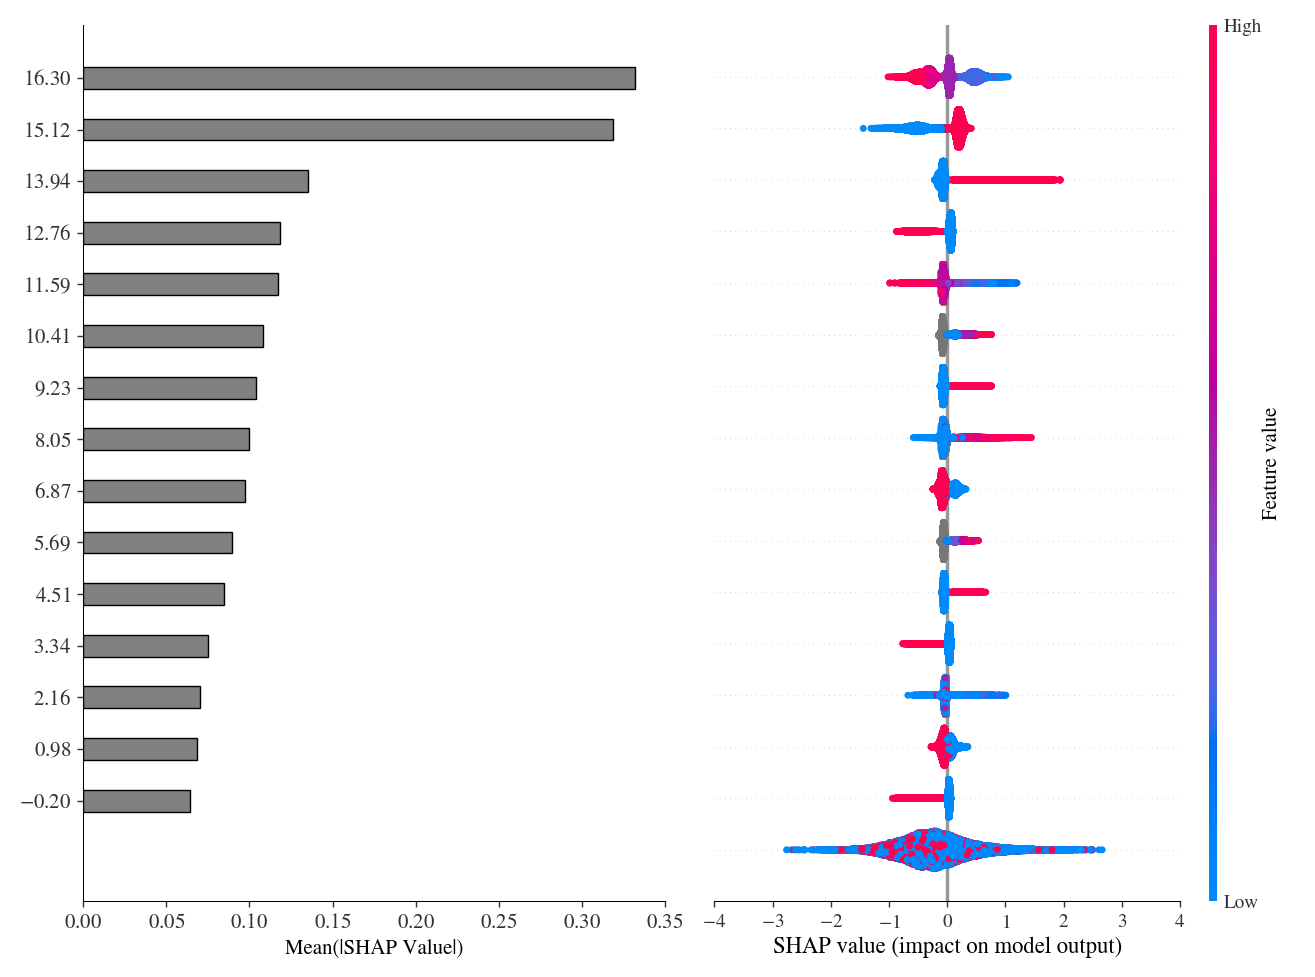 16.30
15.12
13.94
12.76
11.59
10.41
9.23
8.05
6.87
5.69
4.51
3.34
2.16
0.98
−0.20
0.00 0.05 0.10 0.15 0.20 0.25 0.30 0.35
Mean(|SHAP Value|)
−4 −3 −2 −1 0 1 2 3 4
SHAP value (impact on model output)
High
Feature value
Low